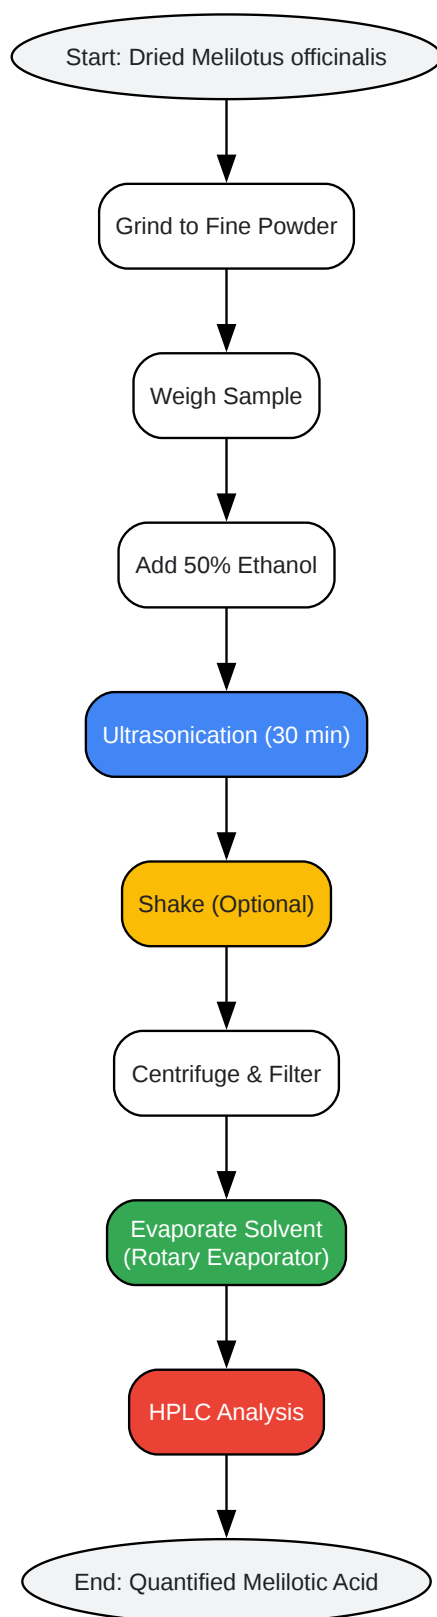 Start: Dried Melilotus officinalis
Grind to Fine Powder
Weigh Sample
Add 50% Ethanol
Ultrasonication (30 min)
Shake (Optional)
Centrifuge & Filter
Evaporate Solvent
(Rotary Evaporator)
HPLC Analysis
End: Quantified Melilotic Acid